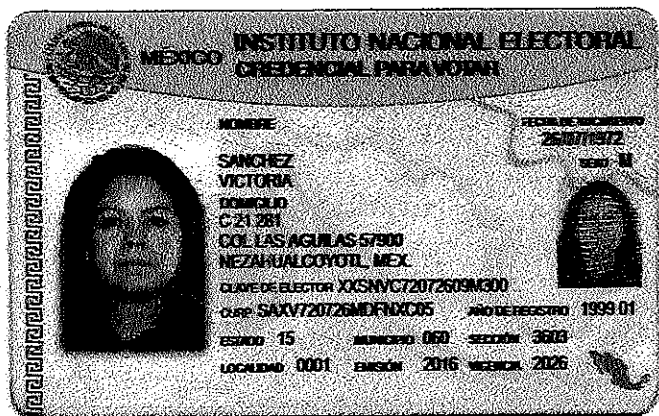 MÉXICO INSTITUTO NACIONAL ELECTORAL
CREDENCIAL PARA VOTAR
NOMBRE
SANCHEZ
VICTORIA
DOMICILIO
C 21 281
COL LAS AGUILAS 57900
NEZAHUALCOYOTL, MEX.
FECHA DE NACIMIENTO
26/07/1972
SEXO M
CLAVE DE ELECTOR XXSNVC72072609M300
CURP SAXV720726MDFNXC05 AÑO DE REGISTRO 1999 01
ESTADO 15 MUNICIPIO 060 SECCIÓN 3603
LOCALIDAD 0001 EMISIÓN 2016 VIGENCIA 2026